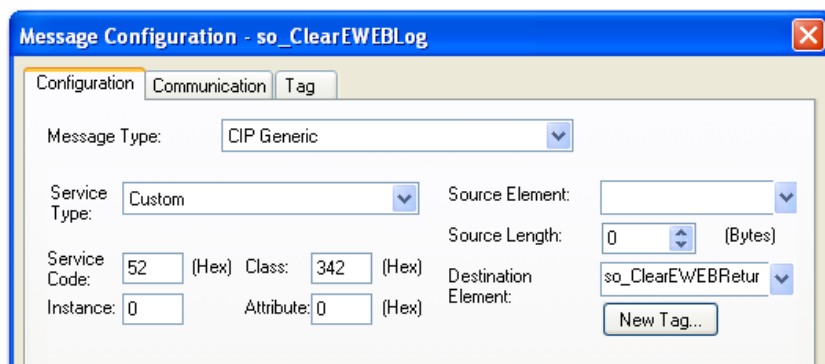 Message Configuration - so_ClearEWEBLog
Configuration Communication Tag
Message Type: CIP Generic
Service Type: Custom
Source Element:
Source Length: 0 (Bytes)
Service Code: 52 (Hex) Class: 342 (Hex)
Destination Element: so_ClearEWEBRetur
Instance: 0 Attribute: 0 (Hex)
New Tag...